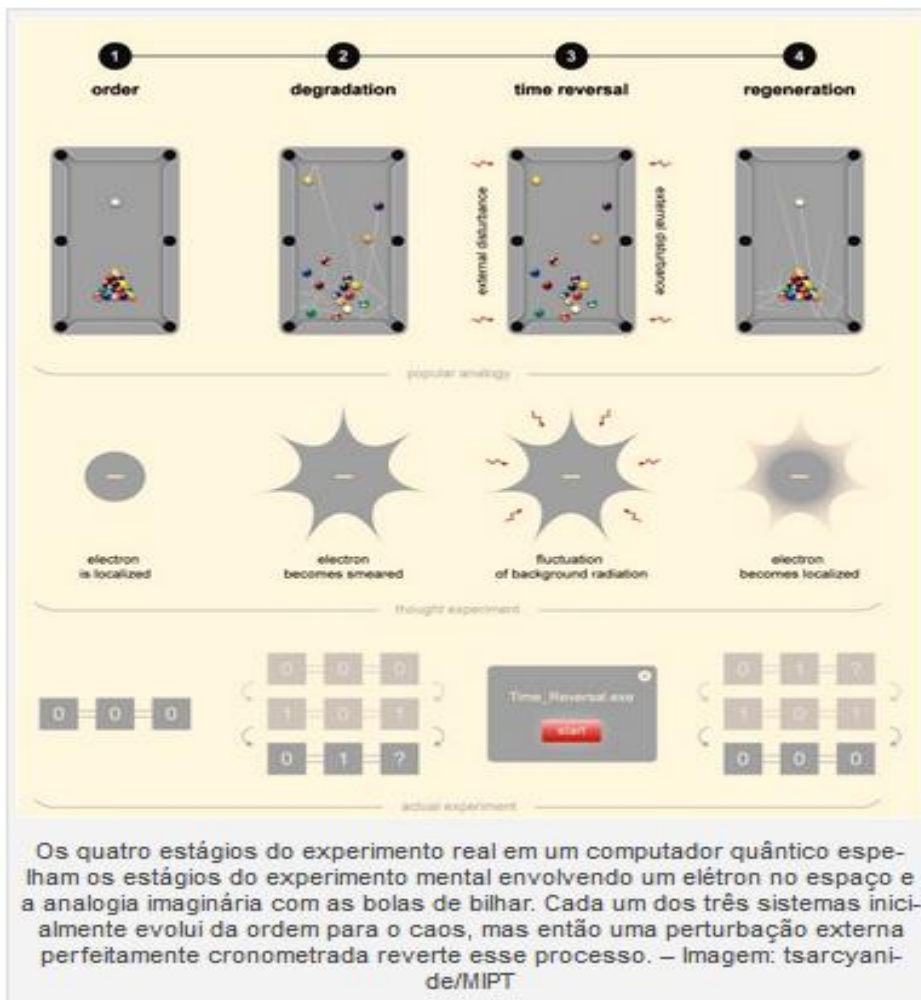 1 2 3 4
order degradation time reversal regeneration
external disturbance external disturbance
popular analogy
electron electron fluctuation electron
is localized becomes smeared of background radiation becomes localized
thought experiment
0 0 0 0 1 ?
Time_Reversal.exe
0 0 0 1 0 1 1 0 1
start
0 1 ? 0 0 0
actual experiment
Os quatro estágios do experimento real em um computador quântico espe-
lham os estágios do experimento mental envolvendo um elétron no espaço e
a analogia imaginária com as bolas de bilhar. Cada um dos três sistemas inici-
almente evolui da ordem para o caos, mas então uma perturbação externa
perfeitamente cronometrada reverte esse processo. – Imagem: tsarcyani-
de/MIPT